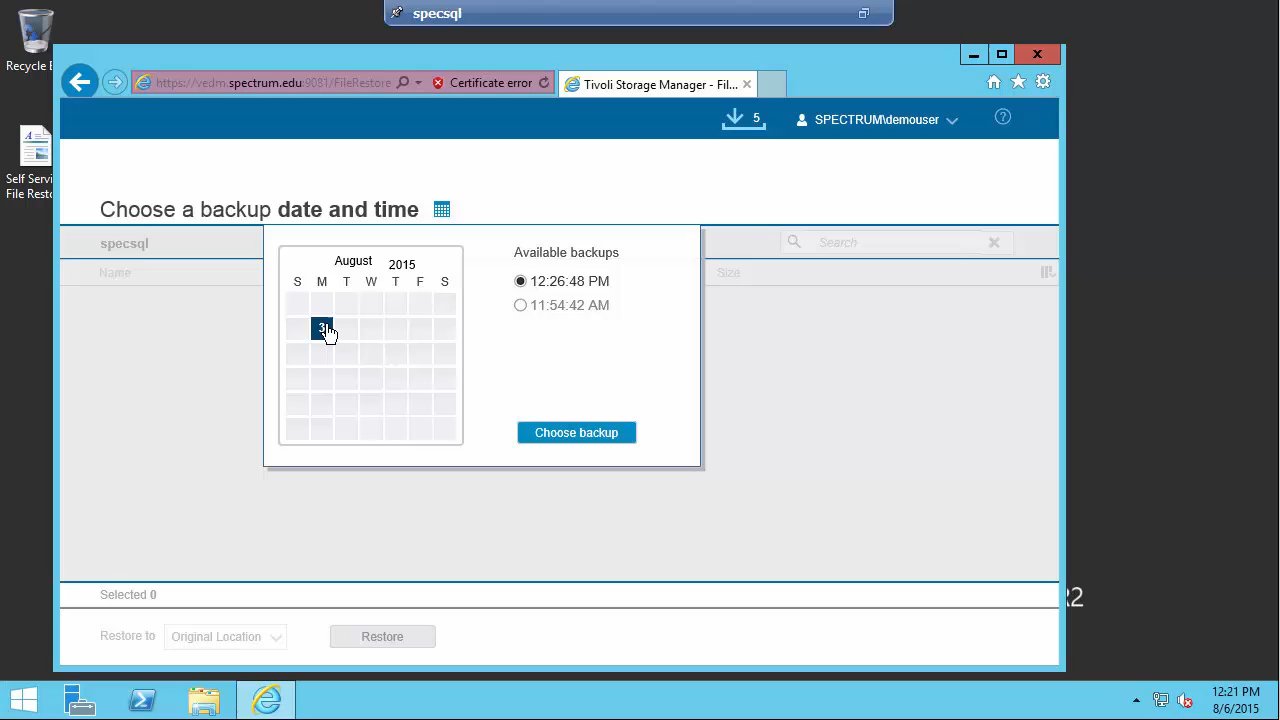 specsql
Recycle
https://vedm.spectrum.edu:9081/FileRestore
Certificate error
Tivoli Storage Manager - Fil...
5
SPECTRUM\demouser
Self Servi
File Resto
Choose a backup date and time
specsql
Search
Name
Size
August 2015
S M T W T F S
3
Available backups
12:26:48 PM
11:54:42 AM
Choose backup
Selected 0
R2
Restore to
Original Location
Restore
12:21 PM
8/6/2015